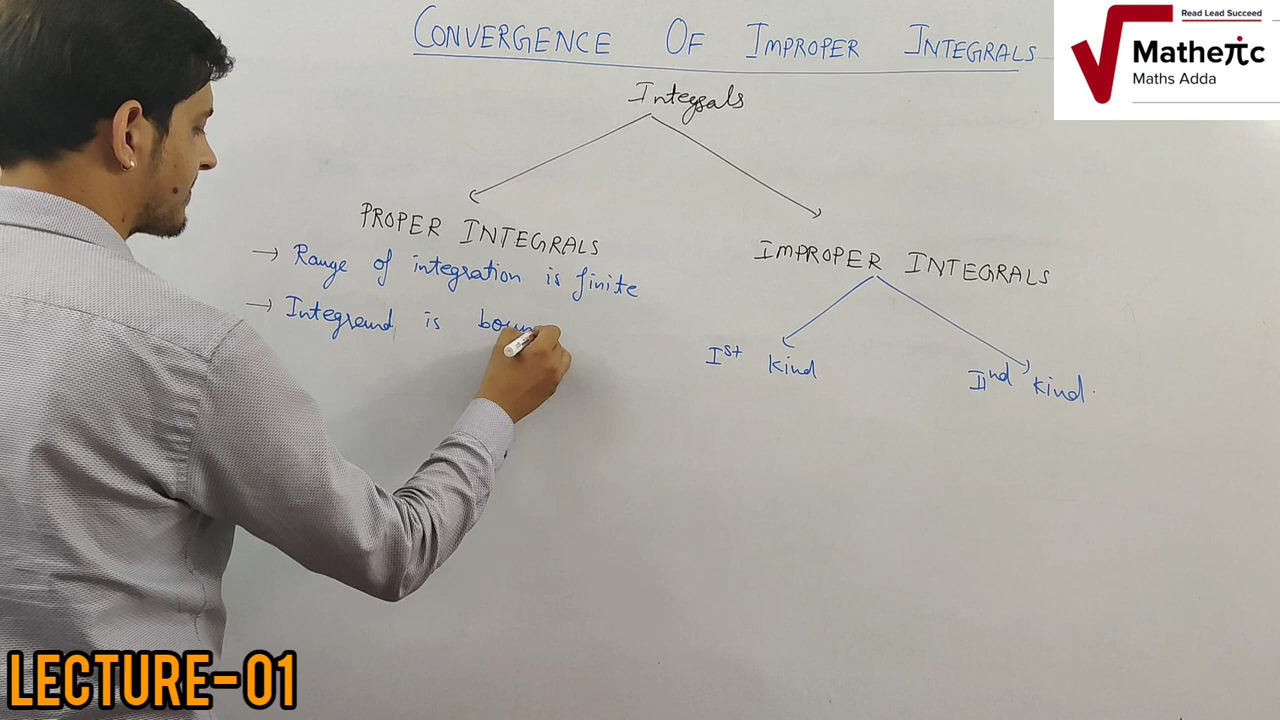 CONVERGENCE OF IMPROPER INTEGRALS
Read Lead Succeed
Matheπc
Maths Adda
Integrals
PROPER INTEGRALS
→ Range of integration is finite
→ Integrand is boun
IMPROPER INTEGRALS
Ist kind
IInd kind.
LECTURE-01